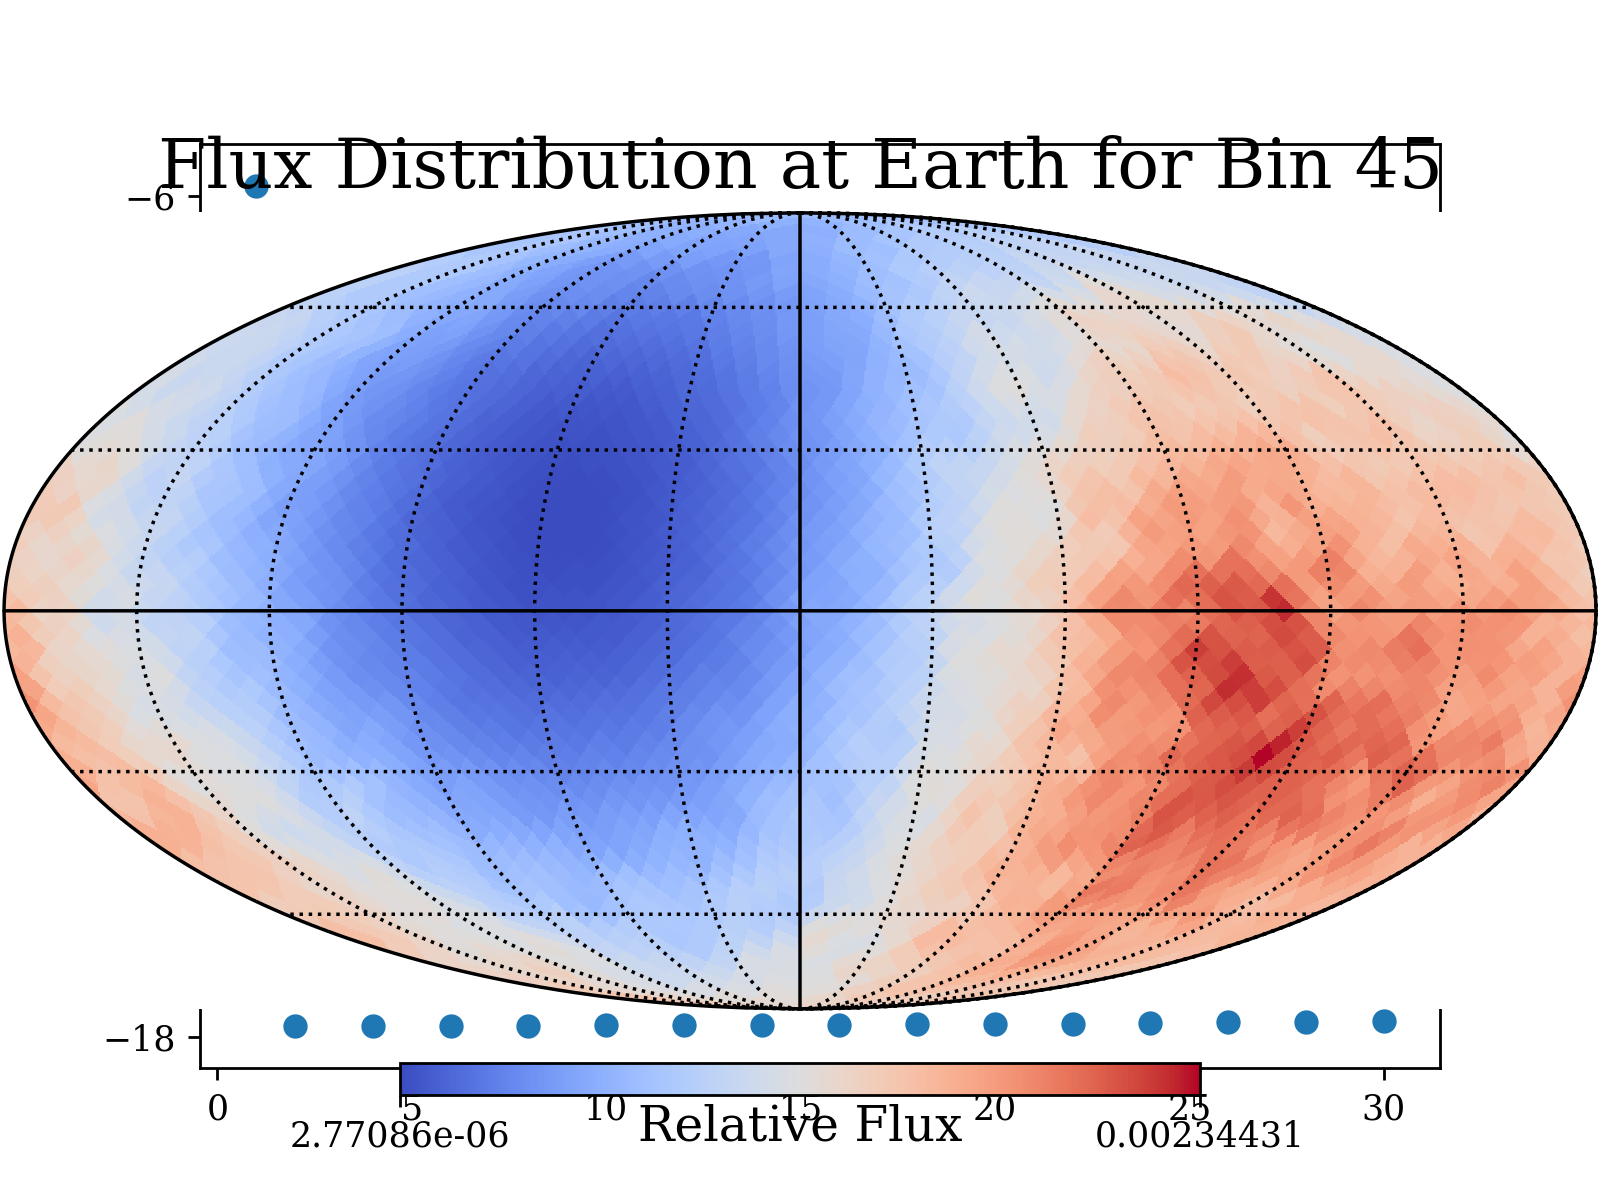 Flux Distribution at Earth for Bin 45
−6
−18
0 5 10 15 20 25 30
Relative Flux
2.77086e-06 0.00234431